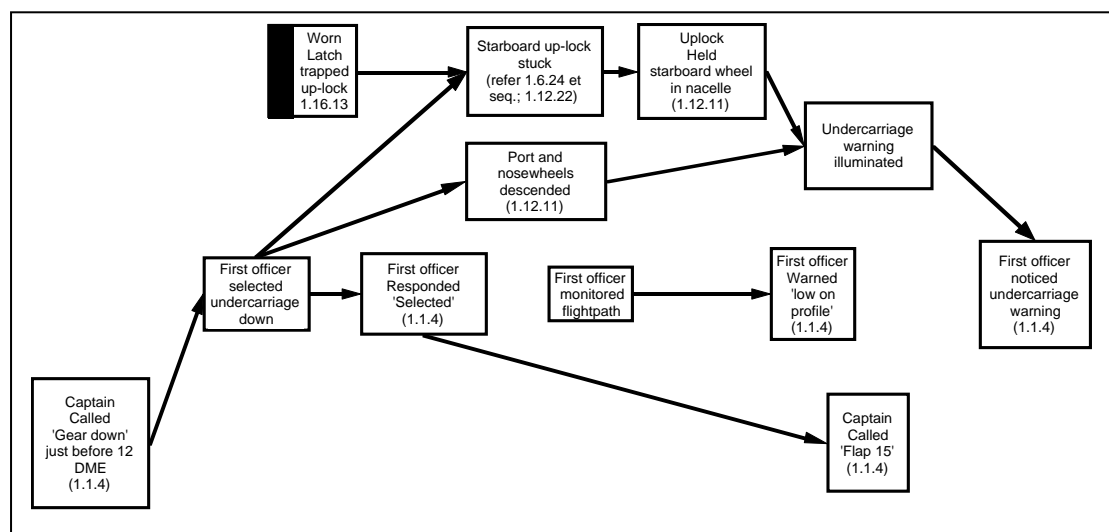 Worn
Latch
trapped
up-lock
1.16.13
Starboard up-lock
stuck
(refer 1.6.24 et
seq.; 1.12.22)
Uplock
Held
starboard wheel
in nacelle
(1.12.11)
Undercarriage
warning
illuminated
Port and
nosewheels
descended
(1.12.11)
First officer
selected
undercarriage
down
First officer
Responded
'Selected'
(1.1.4)
First officer
monitored
flightpath
First officer
Warned
'low on
profile'
(1.1.4)
First officer
noticed
undercarriage
warning
(1.1.4)
Captain
Called
'Gear down'
just before 12
DME
(1.1.4)
Captain
Called
'Flap 15'
(1.1.4)